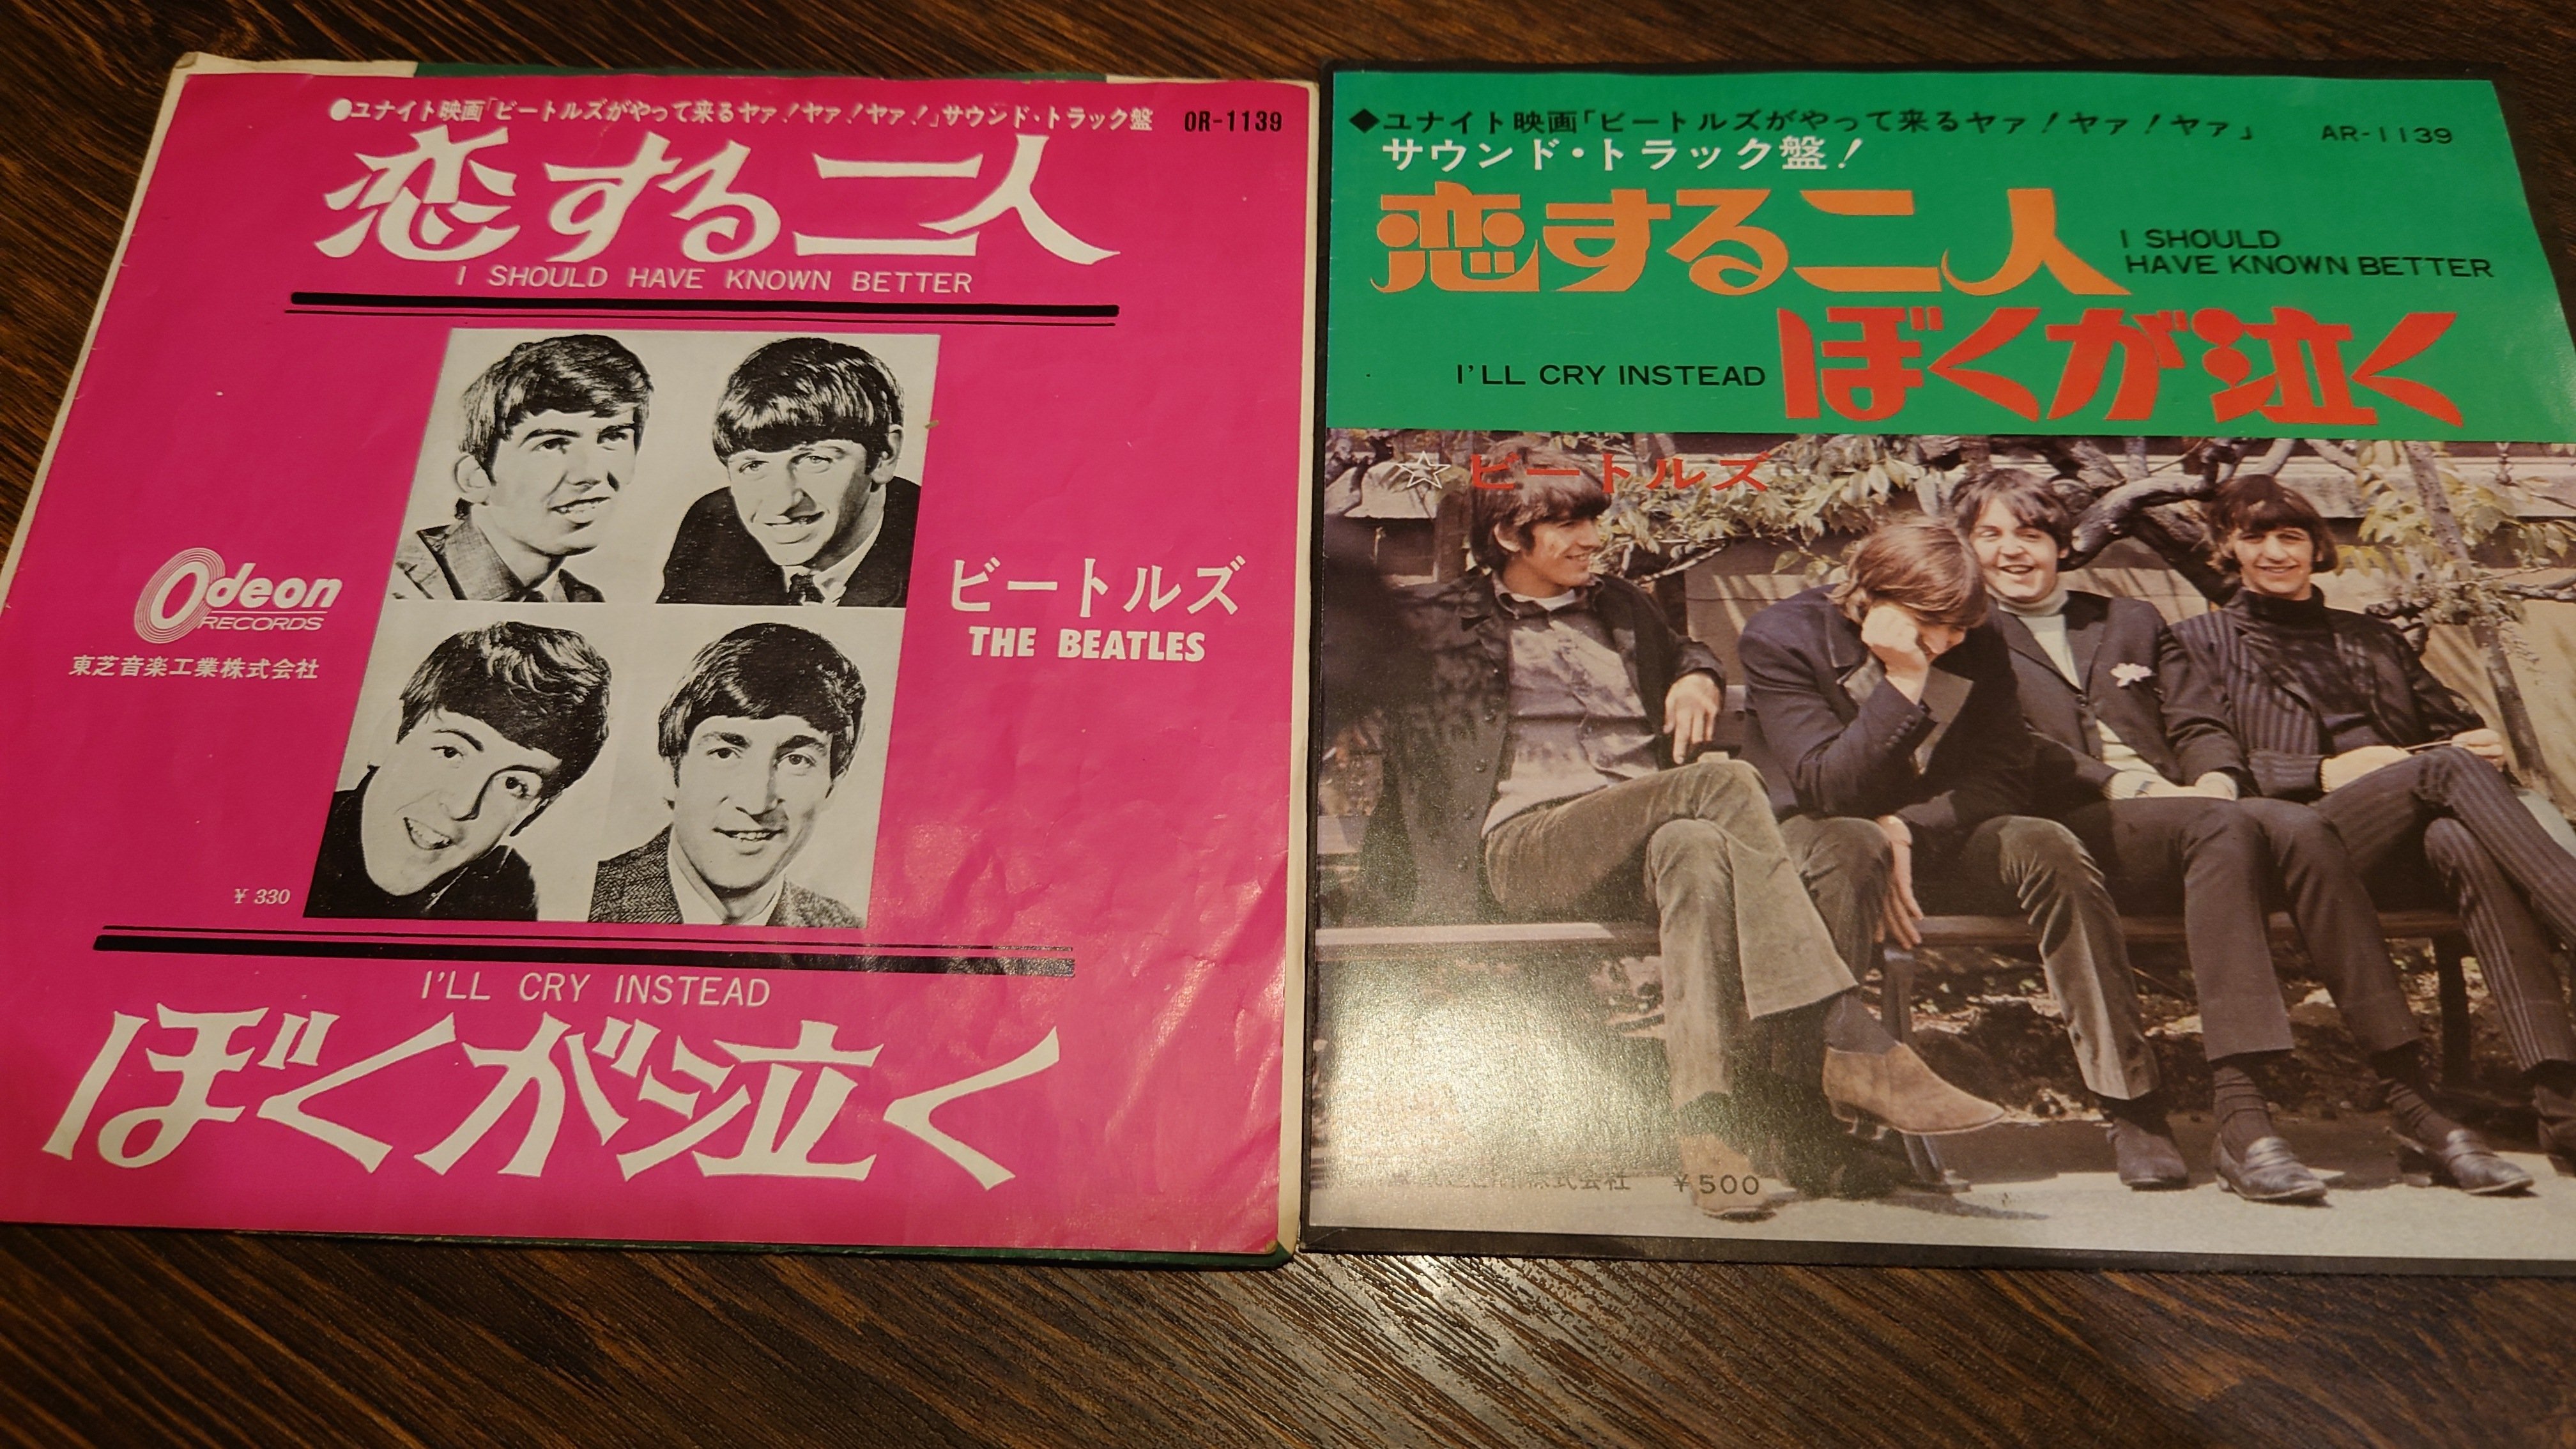 ●ユナイト映画「ビートルズがやって来るヤァ!ヤァ!ヤァ!」サウンド・トラック盤
OR-1139
恋する二人
I SHOULD HAVE KNOWN BETTER
Odeon
RECORDS
東芝音楽工業株式会社
ビートルズ
THE BEATLES
¥ 330
I'LL CRY INSTEAD
ぼくが泣く
◆ユナイト映画「ビートルズがやって来るヤァ!ヤァ!ヤァ」
AR-1139
サウンド・トラック盤!
恋する二人
I SHOULD
HAVE KNOWN BETTER
I'LL CRY INSTEAD
ぼくが泣く
☆ビートルズ
株式会社 ¥500